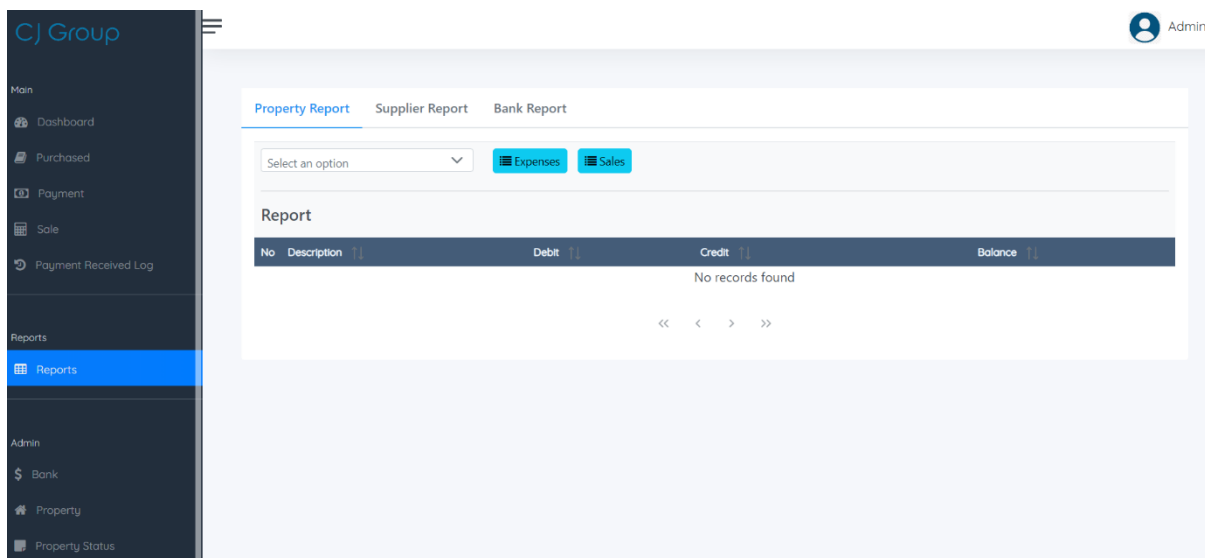 CJ Group
Admin
Main
Dashboard
Purchased
Payment
Sale
Payment Received Log
Reports
Reports
Admin
Bank
Property
Property Status
Property Report Supplier Report Bank Report
Select an option Expenses Sales
Report
No Description Debit Credit Balance
No records found
<< < > >>